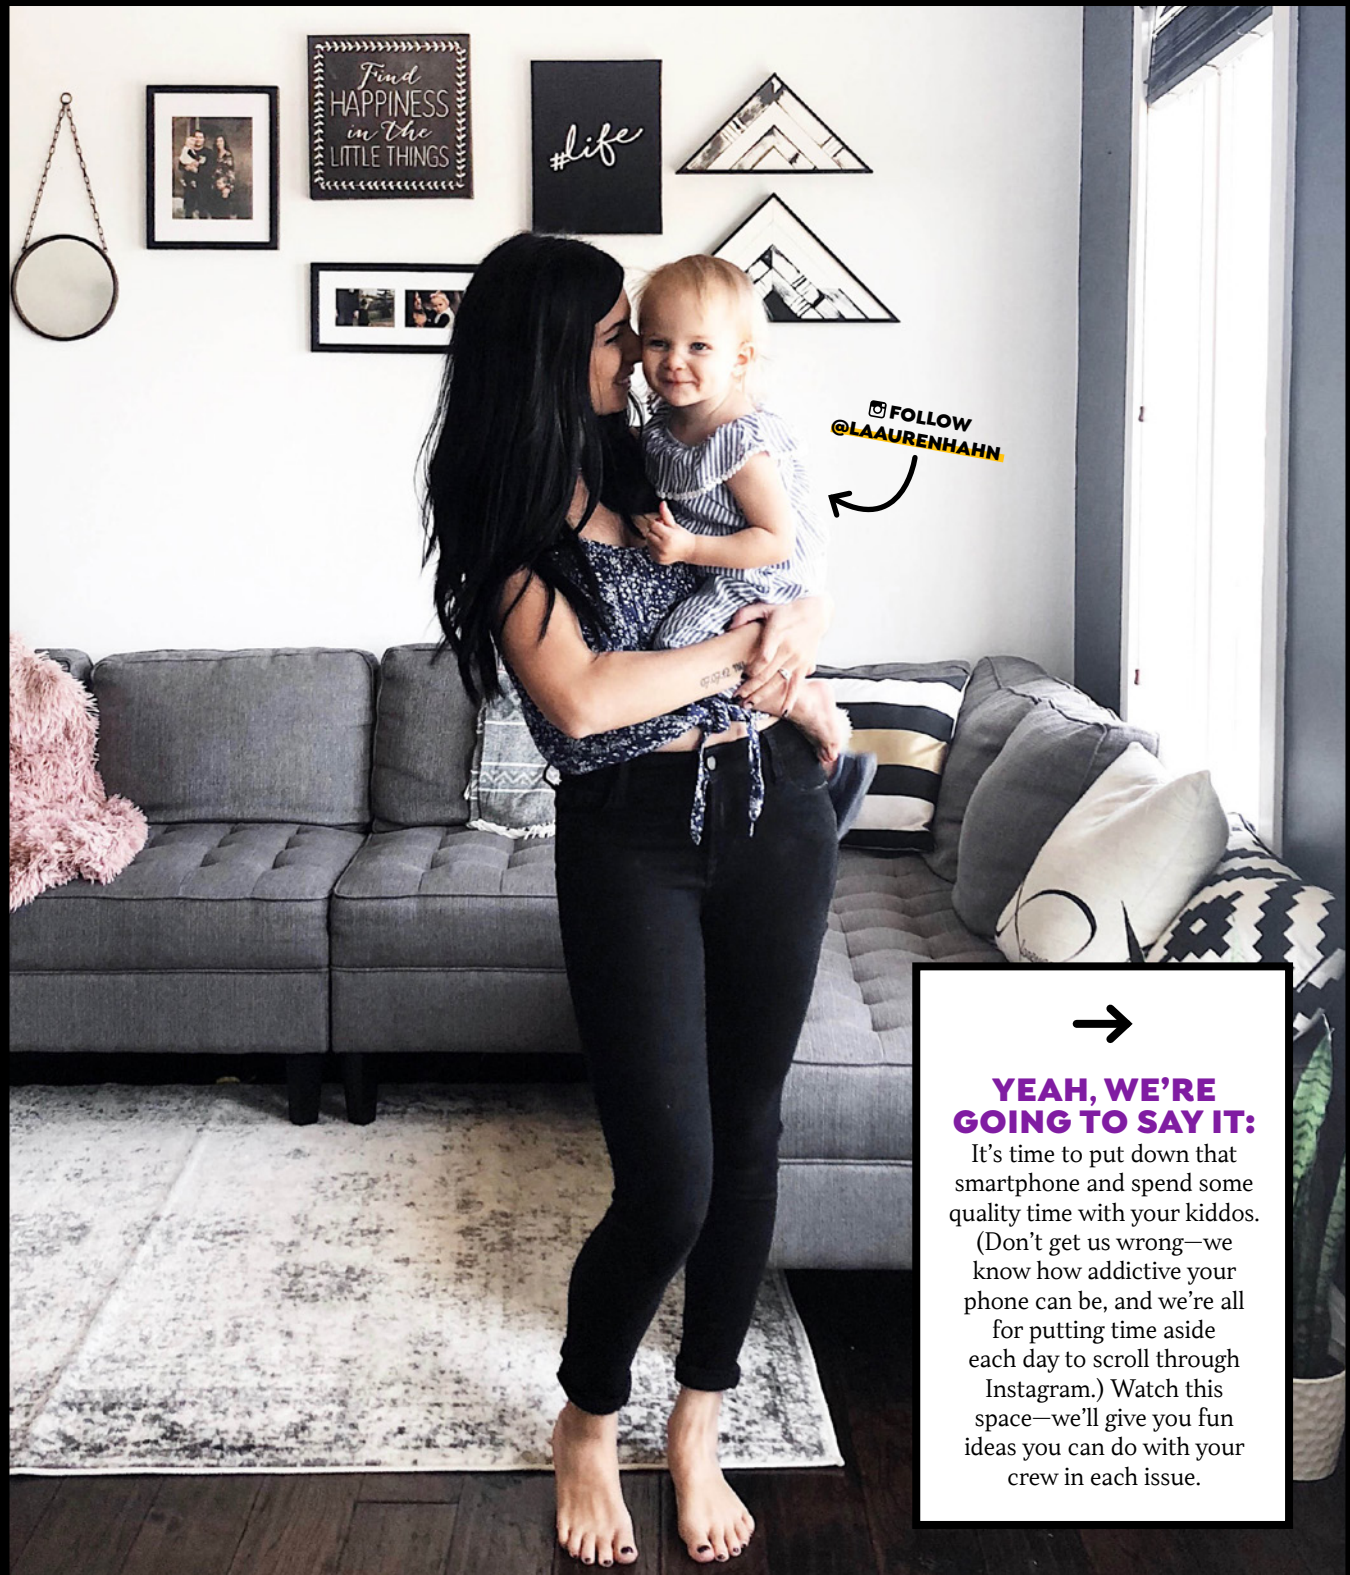 Find
HAPPINESS
in the
LITTLE THINGS
#life
FOLLOW
@LAAURENHAHN
YEAH, WE’RE
GOING TO SAY IT:
It’s time to put down that
smartphone and spend some
quality time with your kiddos.
(Don’t get us wrong—we
know how addictive your
phone can be, and we’re all
for putting time aside
each day to scroll through
Instagram.) Watch this
space—we’ll give you fun
ideas you can do with your
crew in each issue.